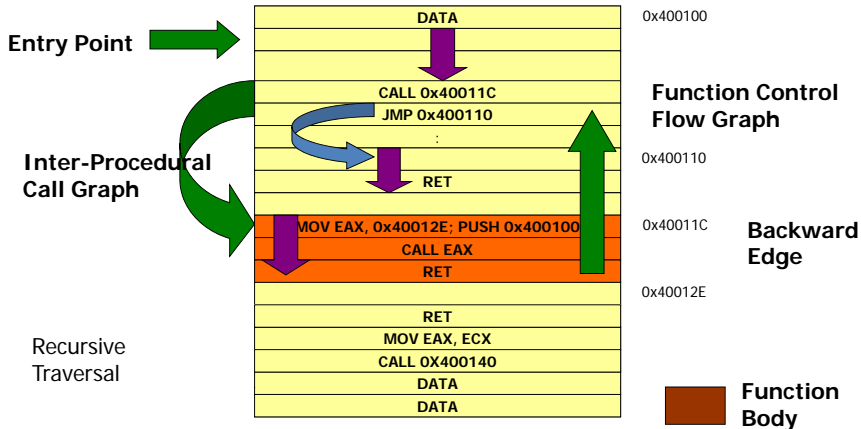 DATA
0x400100
Entry Point
CALL 0x40011C
Function Control
Flow Graph
JMP 0x400110
:
0x400110
Inter-Procedural
Call Graph
RET
MOV EAX, 0x40012E; PUSH 0x400100
0x40011C
Backward
Edge
CALL EAX
RET
0x40012E
RET
Recursive
Traversal
MOV EAX, ECX
CALL 0X400140
DATA
DATA
Function
Body